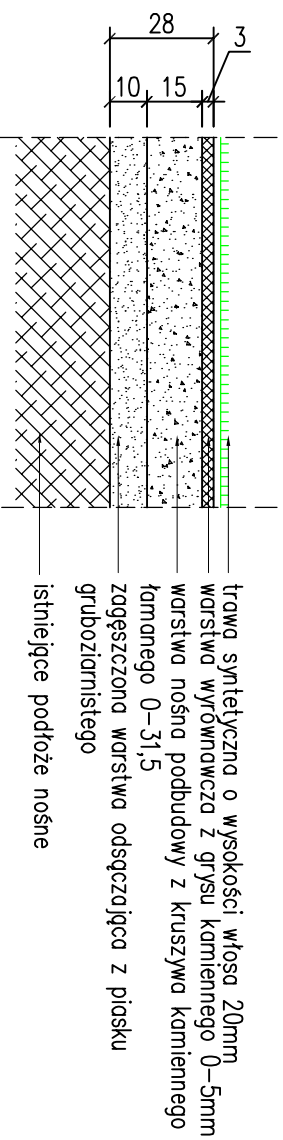 28
3
10
15
trawa syntetyczna o wysokości włosa 20mm
warstwa wyrównawcza z grysu kamiennego 0-5mm
warstwa nośna podbudowy z kruszywa kamiennego
łamanego 0-31,5
zagęszczona warstwa odsączająca z piasku
gruboziarnistego
istniejące podłoże nośne